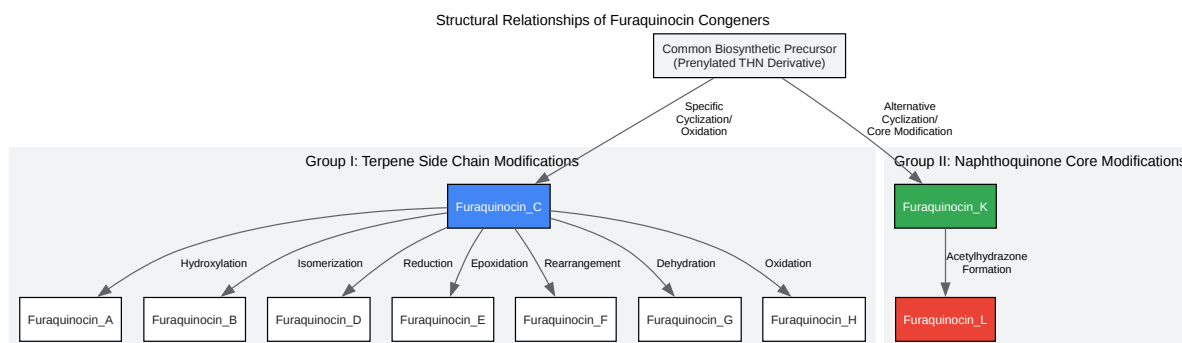 Structural Relationships of Furaquinocin Congeners
Common Biosynthetic Precursor
(Prenylated THN Derivative)
Specific
Cyclization/
Oxidation
Alternative
Cyclization/
Core Modification
Group I: Terpene Side Chain Modifications
Group II: Naphthoquinone Core Modifications
Furaquinocin_C
Furaquinocin_K
Hydroxylation
Isomerization
Reduction
Epoxidation
Rearrangement
Dehydration
Oxidation
Acetylhydrazone
Formation
Furaquinocin_A
Furaquinocin_B
Furaquinocin_D
Furaquinocin_E
Furaquinocin_F
Furaquinocin_G
Furaquinocin_H
Furaquinocin_L